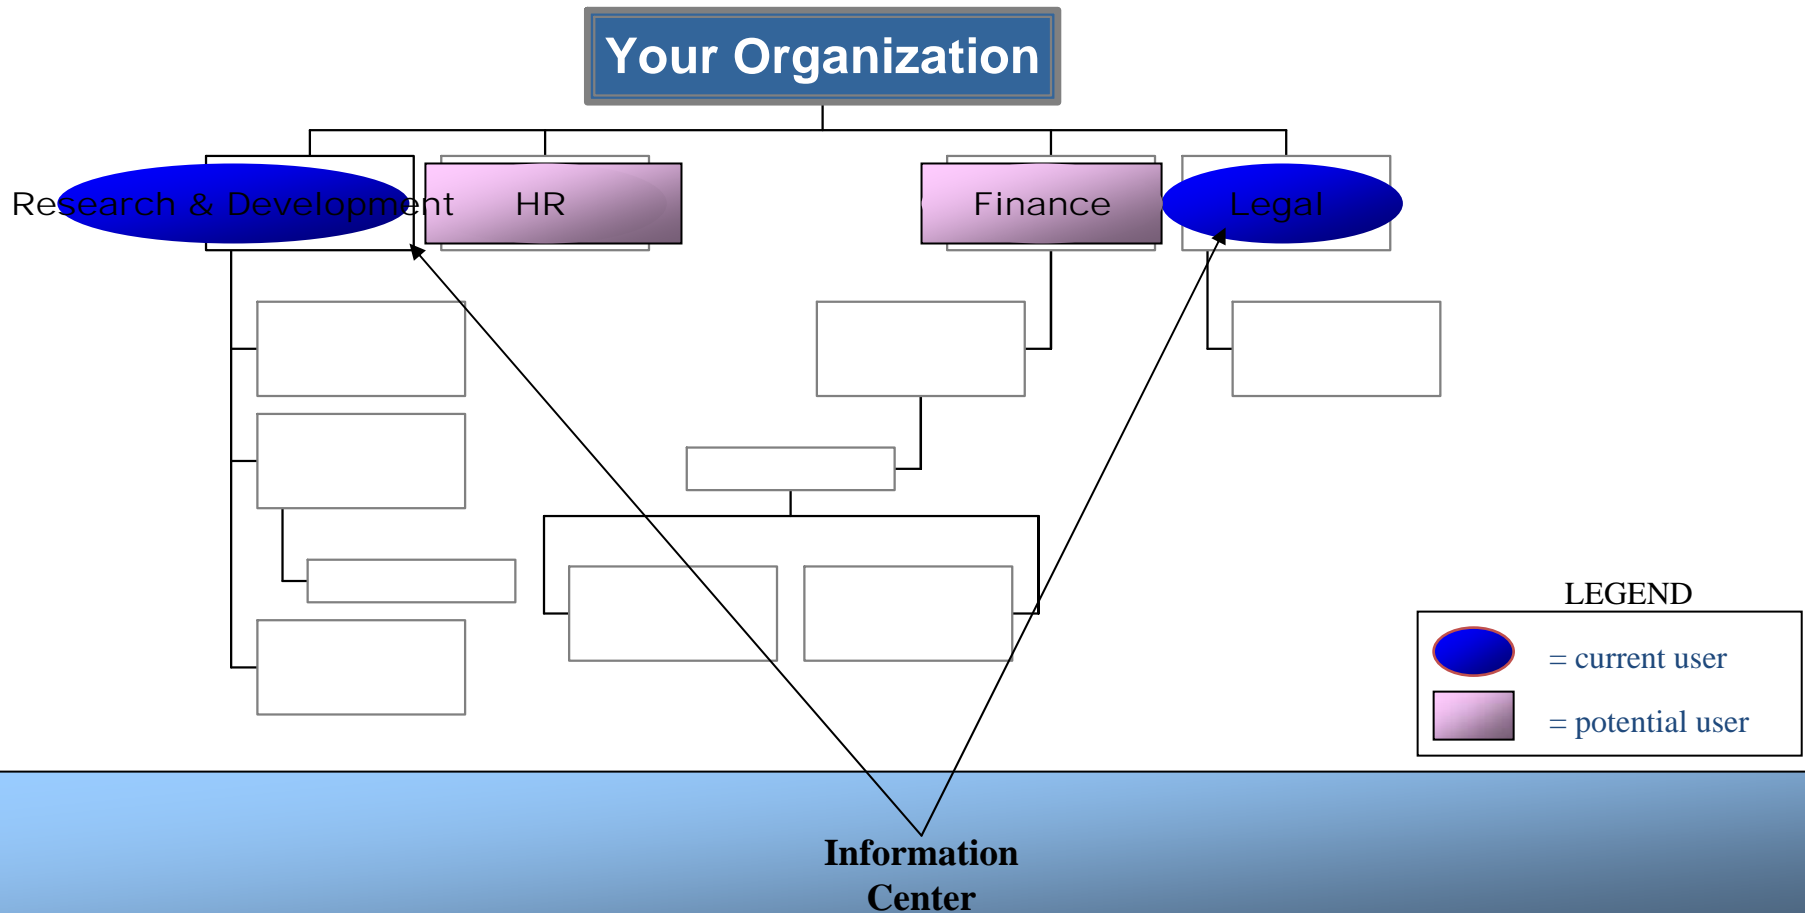 Your Organization
Research & Development
HR
Finance
Legal
LEGEND
= current user
= potential user
Information
Center